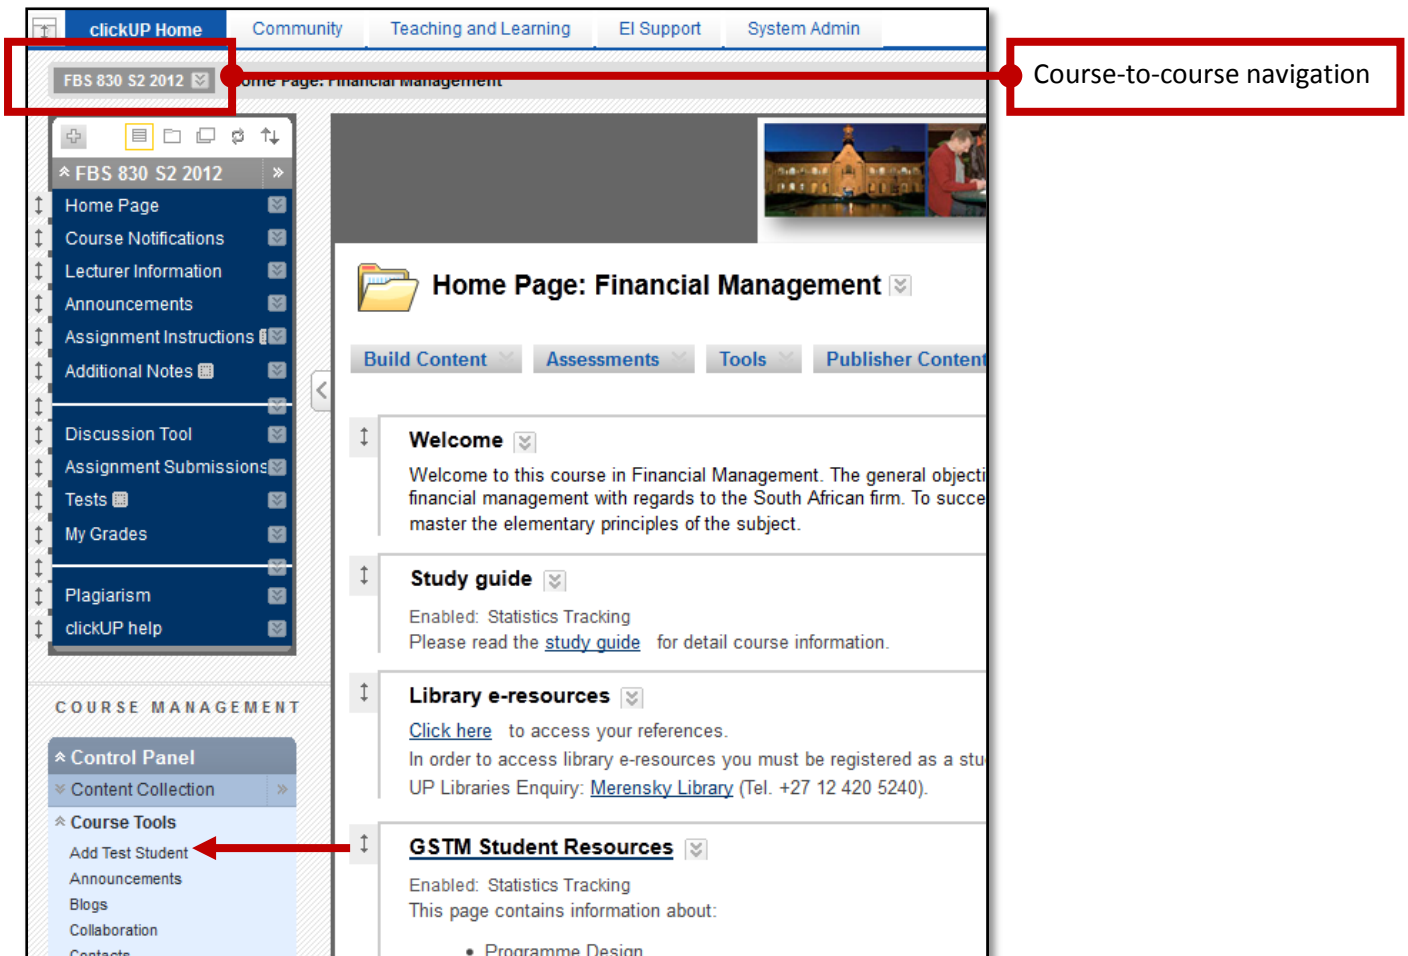 clickUP Home
Community
Teaching and Learning
EI Support
System Admin
FBS 830 S2 2012
ome Page: Financial Management
Course-to-course navigation
FBS 830 S2 2012
Home Page
Course Notifications
Lecturer Information
Announcements
Assignment Instructions
Additional Notes
Discussion Tool
Assignment Submissions
Tests
My Grades
Plagiarism
clickUP help
COURSE MANAGEMENT
Control Panel
Content Collection
Course Tools
Add Test Student
Announcements
Blogs
Collaboration
Contacts
Home Page: Financial Management
Build Content
Assessments
Tools
Publisher Content
Welcome
Welcome to this course in Financial Management. The general objecti
financial management with regards to the South African firm. To succe
master the elementary principles of the subject.
Study guide
Enabled: Statistics Tracking
Please read the study guide for detail course information.
Library e-resources
Click here to access your references.
In order to access library e-resources you must be registered as a stu
UP Libraries Enquiry: Merensky Library (Tel. +27 12 420 5240).
GSTM Student Resources
Enabled: Statistics Tracking
This page contains information about:
• Programme Design